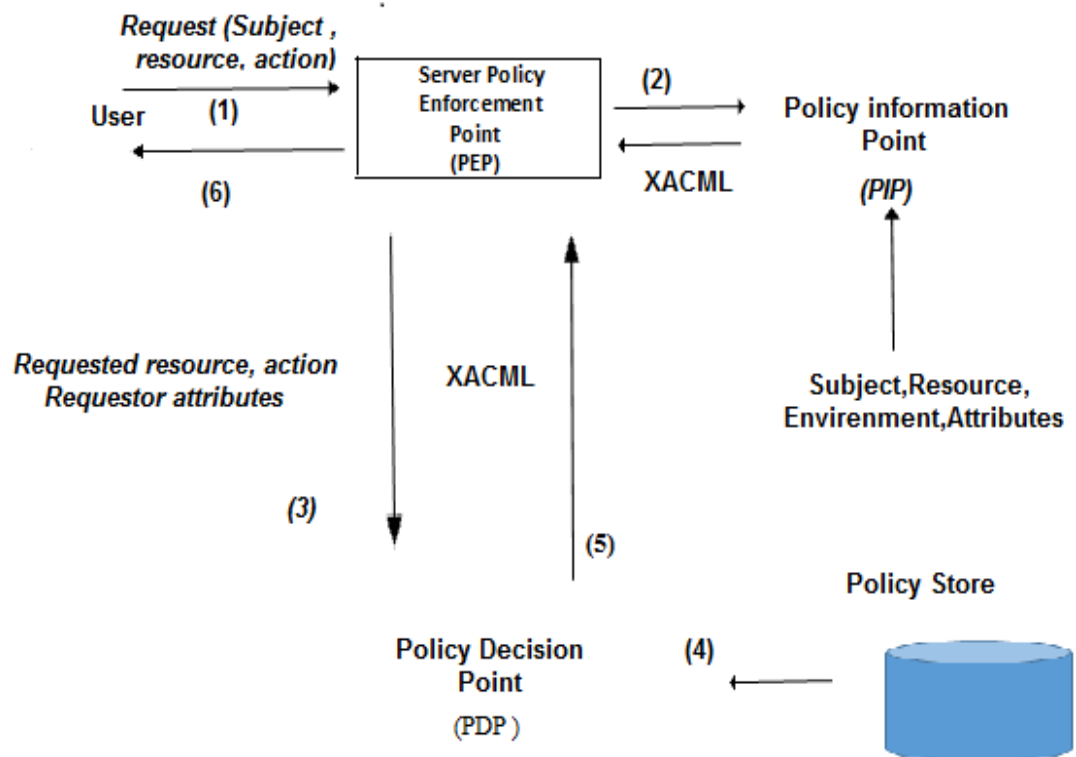 Request (Subject ,
resource, action)
User
(1)
(6)
Server Policy
Enforcement
Point
(PEP)
(2)
XACML
Policy information
Point
(PIP)
Requested resource, action
Requestor attributes
XACML
Subject,Resource,
Envirenment,Attributes
(3)
(5)
Policy Store
Policy Decision
Point
(PDP )
(4)